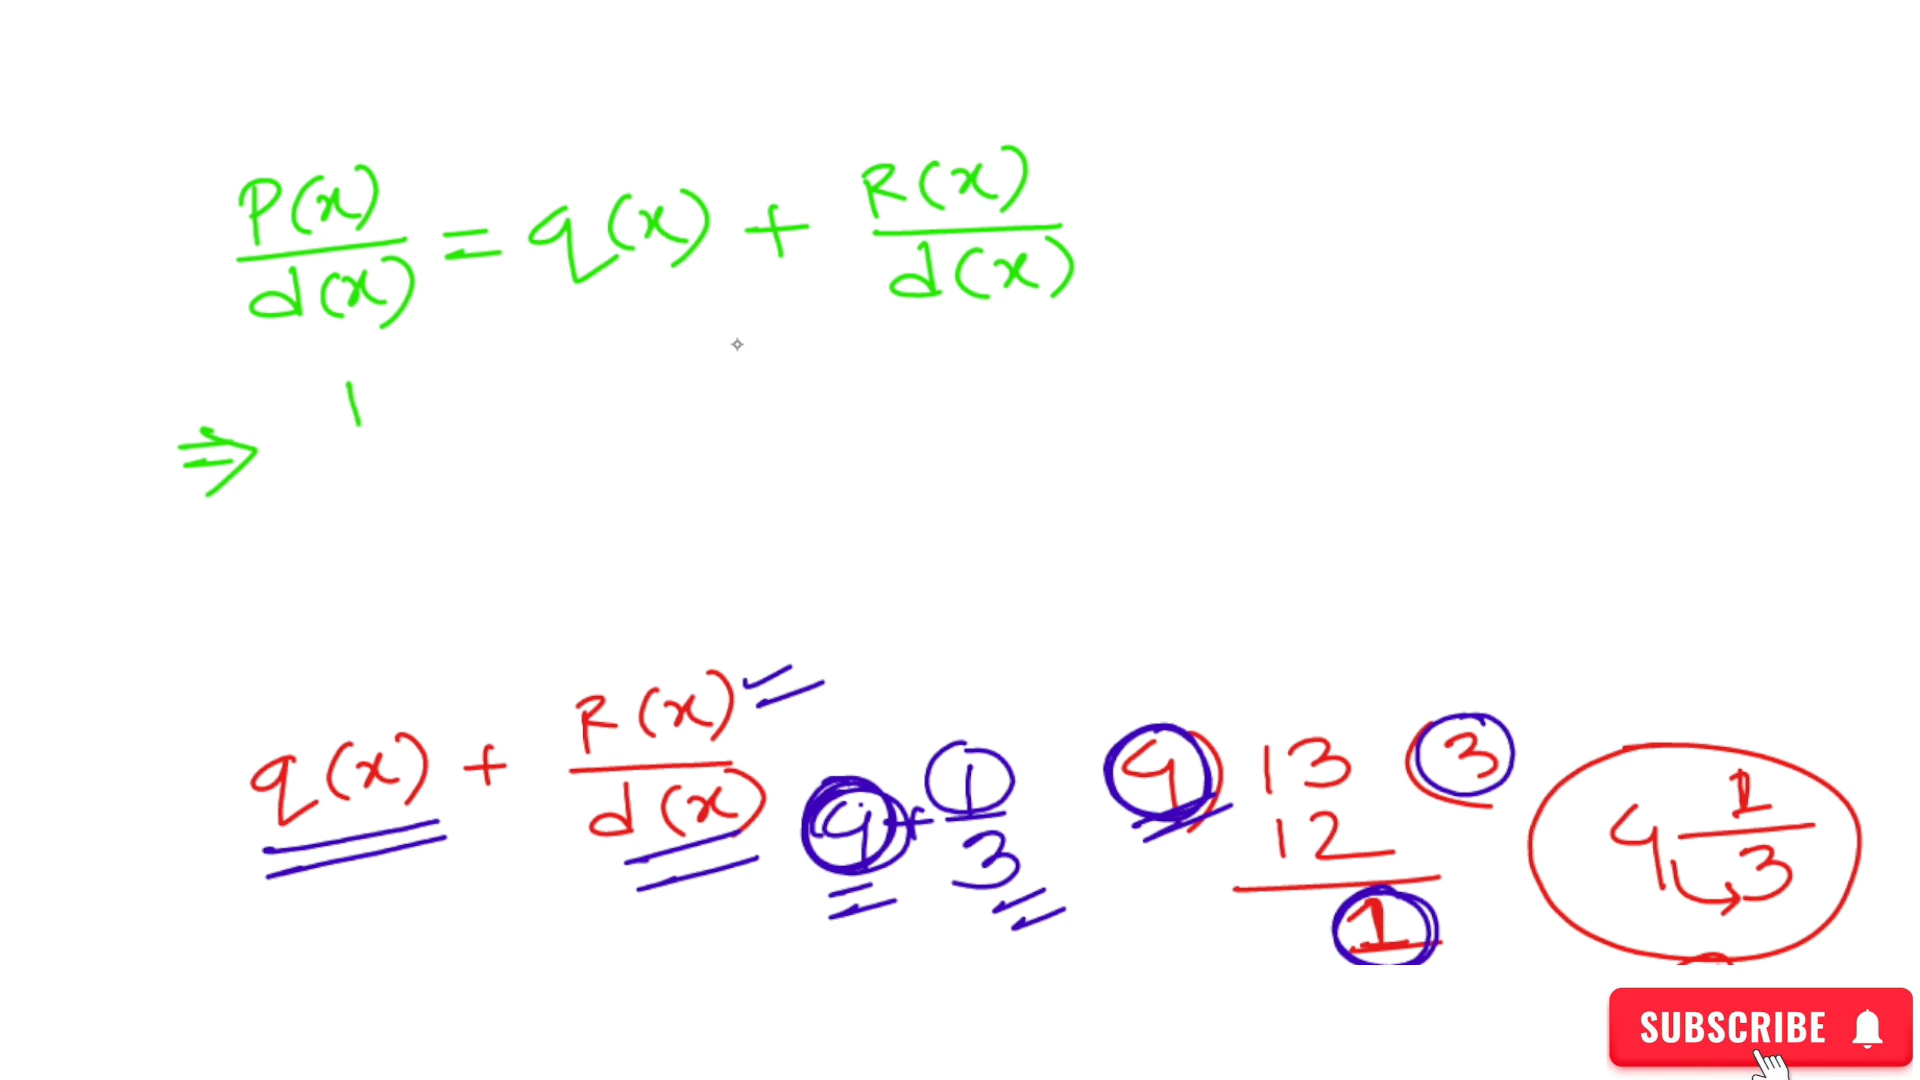 P(x)/d(x) = q(x) + R(x)/d(x)
⇒ 1
q(x) + R(x)/d(x)
4 + 1/3
4) 13 (3
12
1
4 1/3
SUBSCRIBE